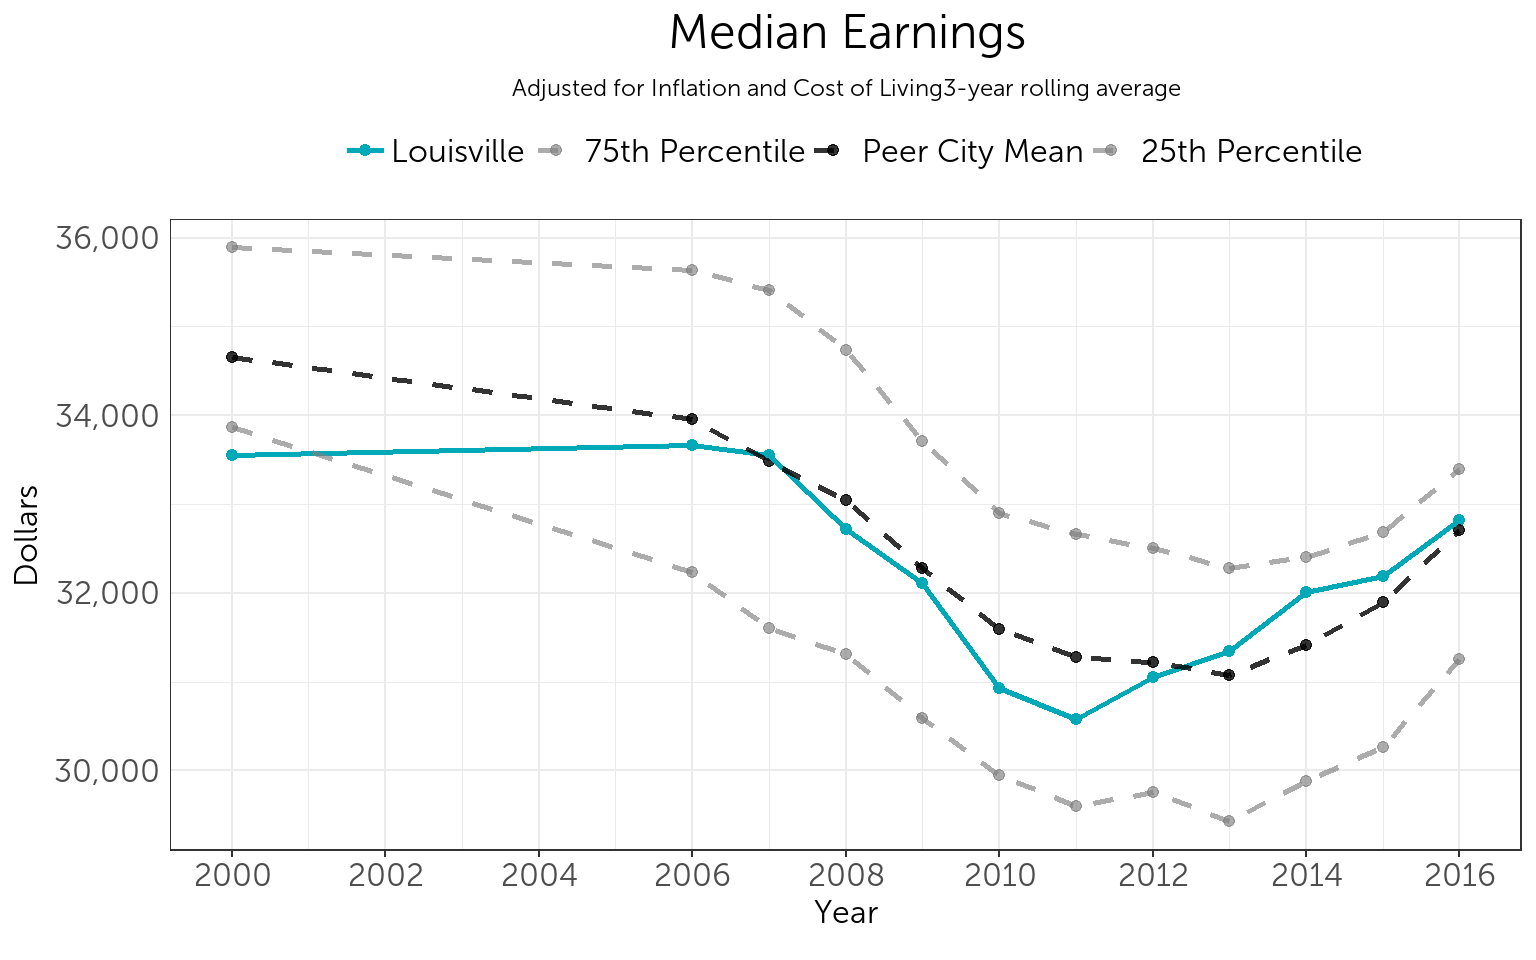 Median Earnings
Adjusted for Inflation and Cost of Living3-year rolling average
Louisville 75th Percentile Peer City Mean 25th Percentile
36,000
34,000
32,000
30,000
Dollars
2000 2002 2004 2006 2008 2010 2012 2014 2016
Year